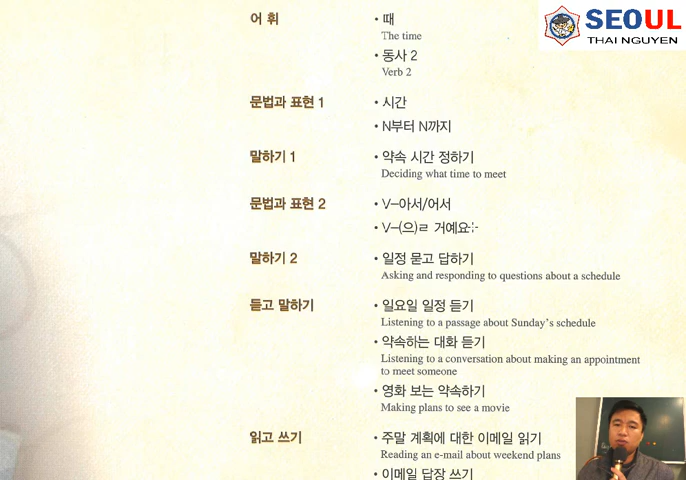 SEOUL
THAI NGUYEN
어 휘
• 때
The time
• 동사 2
Verb 2
문법과 표현 1
• 시간
• N부터 N까지
말하기 1
• 약속 시간 정하기
Deciding what time to meet
문법과 표현 2
• V–아서/어서
• V–(으)ㄹ 거예요:-
말하기 2
• 일정 묻고 답하기
Asking and responding to questions about a schedule
듣고 말하기
• 일요일 일정 듣기
Listening to a passage about Sunday's schedule
• 약속하는 대화 듣기
Listening to a conversation about making an appointment
to meet someone
• 영화 보는 약속하기
Making plans to see a movie
읽고 쓰기
• 주말 계획에 대한 이메일 읽기
Reading an e-mail about weekend plans
• 이메일 답장 쓰기